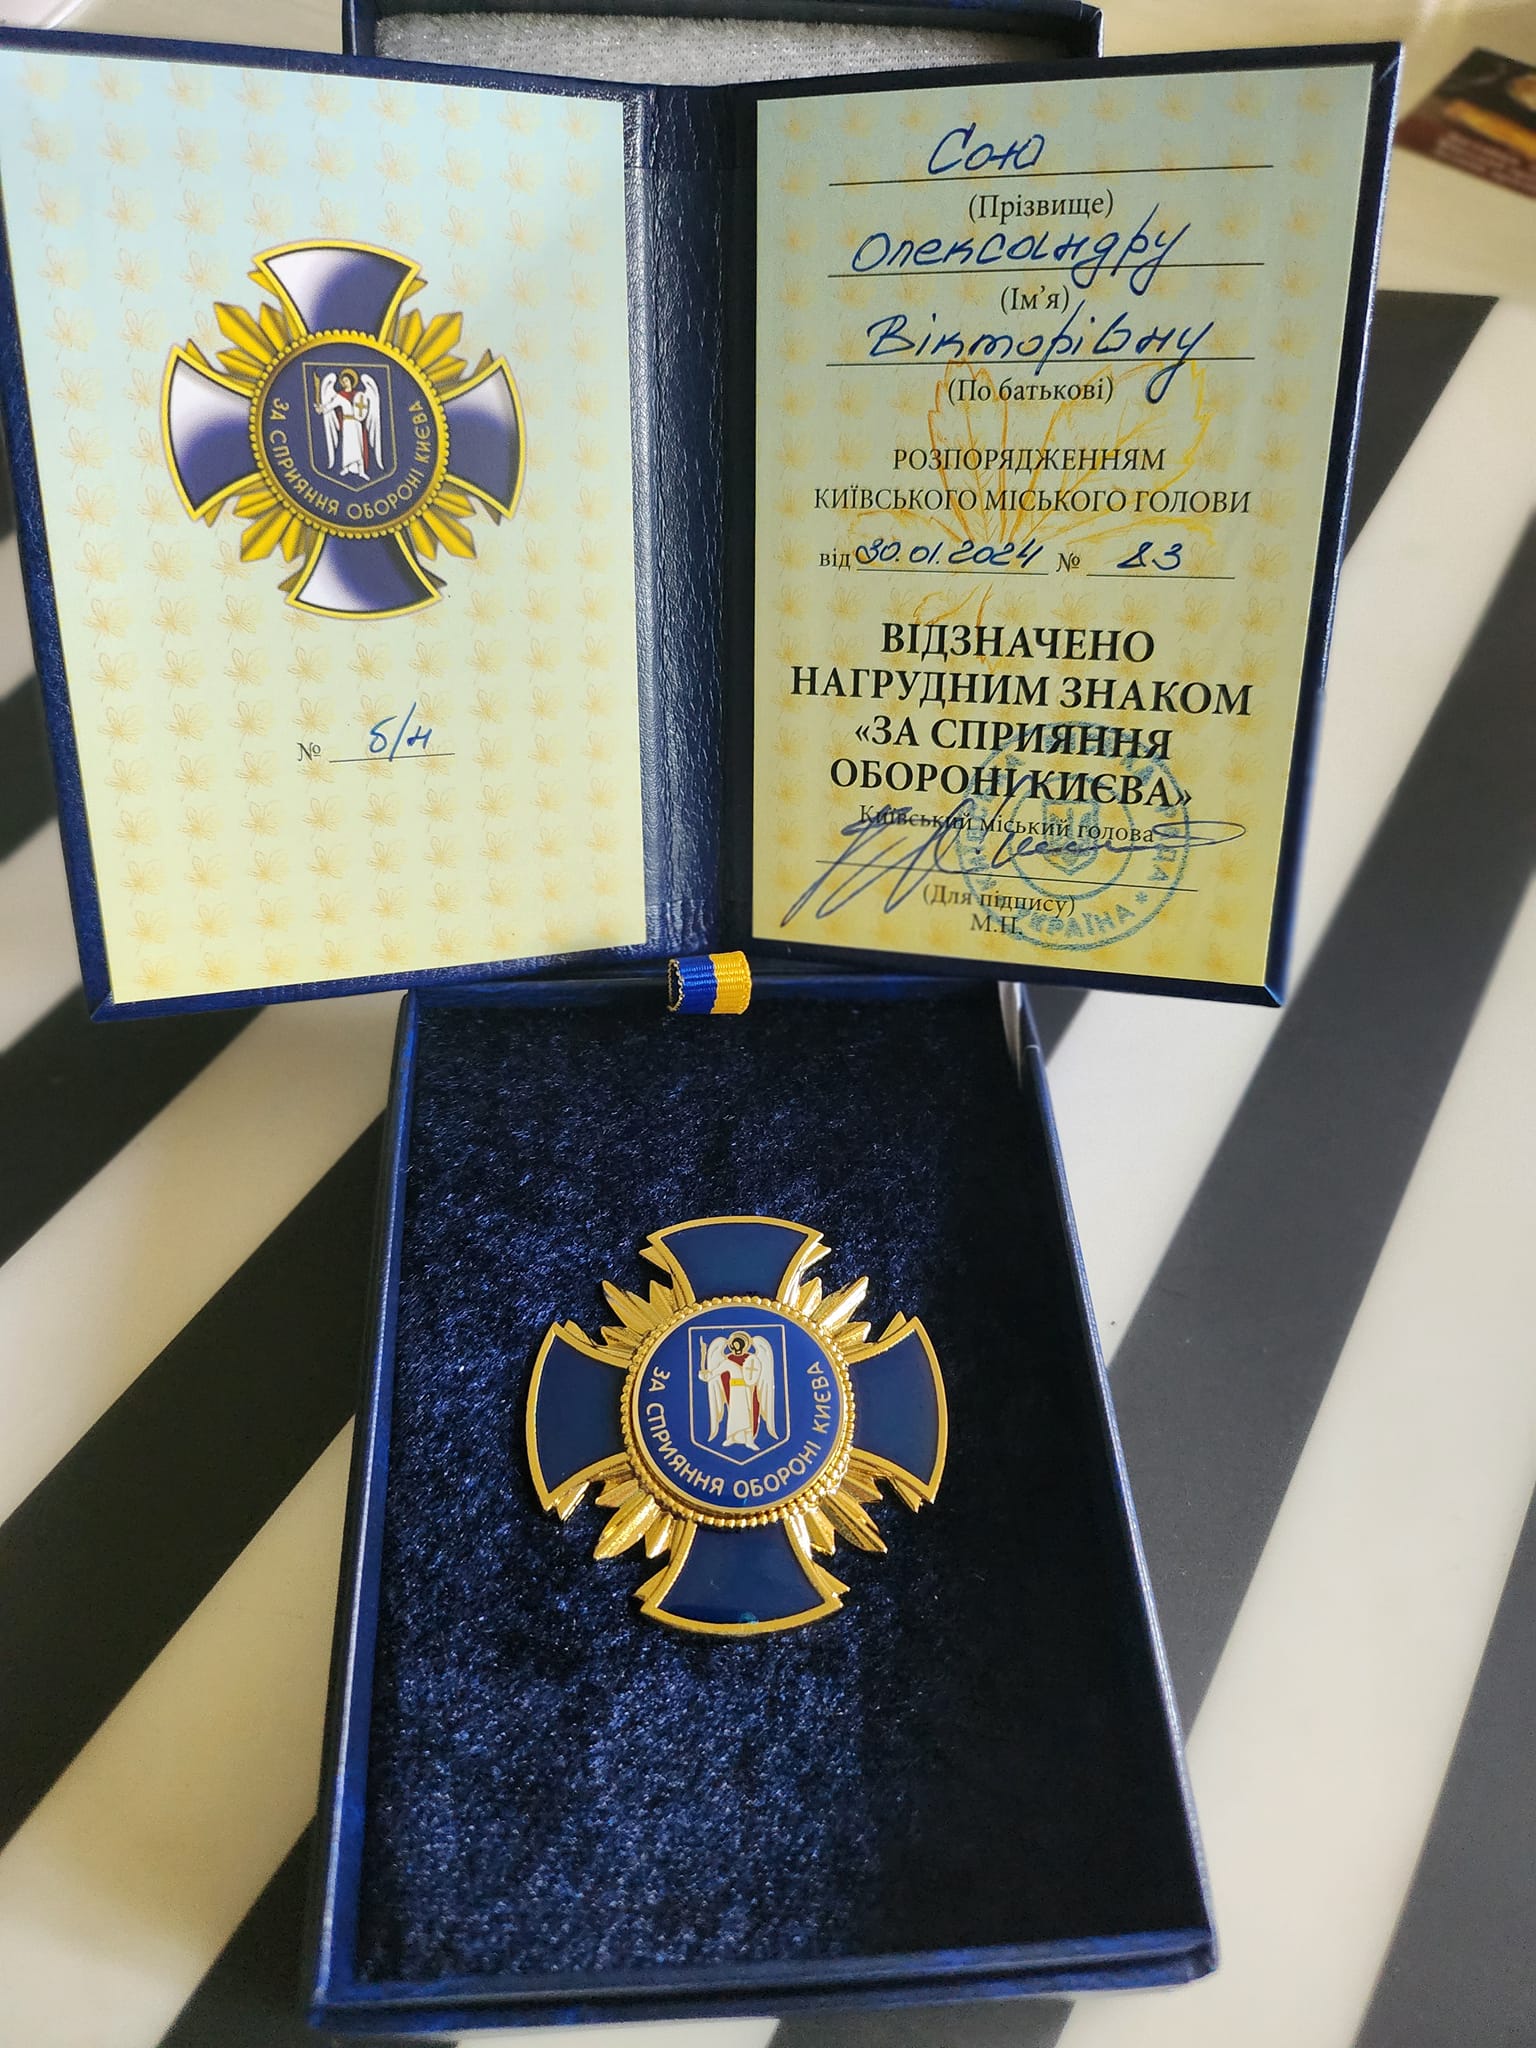 ЗА СПРИЯННЯ ОБОРОНІ КИЄВА
№ б/н
Сою
(Прізвище)
Олександру
(Ім’я)
Вікторівну
(По батькові)
РОЗПОРЯДЖЕННЯМ
КИЇВСЬКОГО МІСЬКОГО ГОЛОВИ
від 30.01.2024 № 83
ВІДЗНАЧЕНО
НАГРУДНИМ ЗНАКОМ
«ЗА СПРИЯННЯ
ОБОРОНІ КИЄВА»
Київський міський голова
(Для підпису)
М.П.
УКРАЇНА
ЗА СПРИЯННЯ ОБОРОНІ КИЄВА